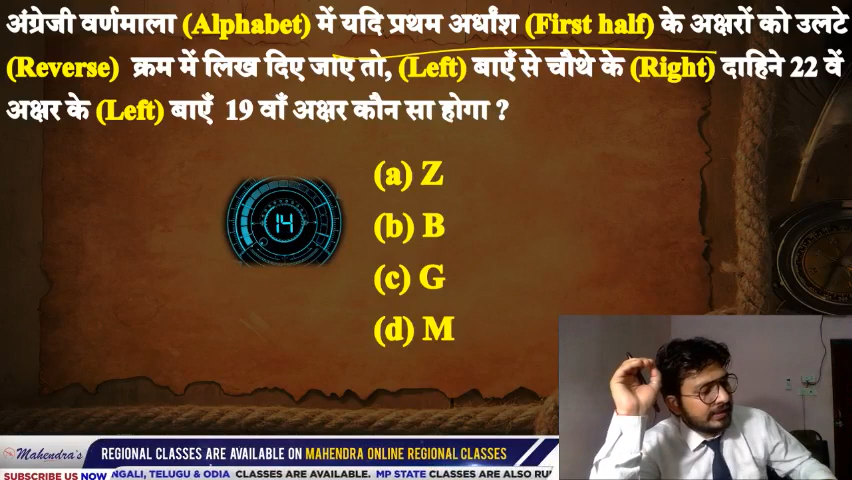 अंग्रेजी वर्णमाला (Alphabet) में यदि प्रथम अर्धांश (First half) के अक्षरों को उलटे
(Reverse) क्रम में लिख दिए जाए तो, (Left) बाएँ से चौथे के (Right) दाहिने 22 वें
अक्षर के (Left) बाएँ 19 वाँ अक्षर कौन सा होगा ?
(a) Z
(b) B
14
(c) G
(d) M
Mahendra's
REGIONAL CLASSES ARE AVAILABLE ON MAHENDRA ONLINE REGIONAL CLASSES
SUBSCRIBE US NOW
NGALI, TELUGU & ODIA CLASSES ARE AVAILABLE. MP STATE CLASSES ARE ALSO